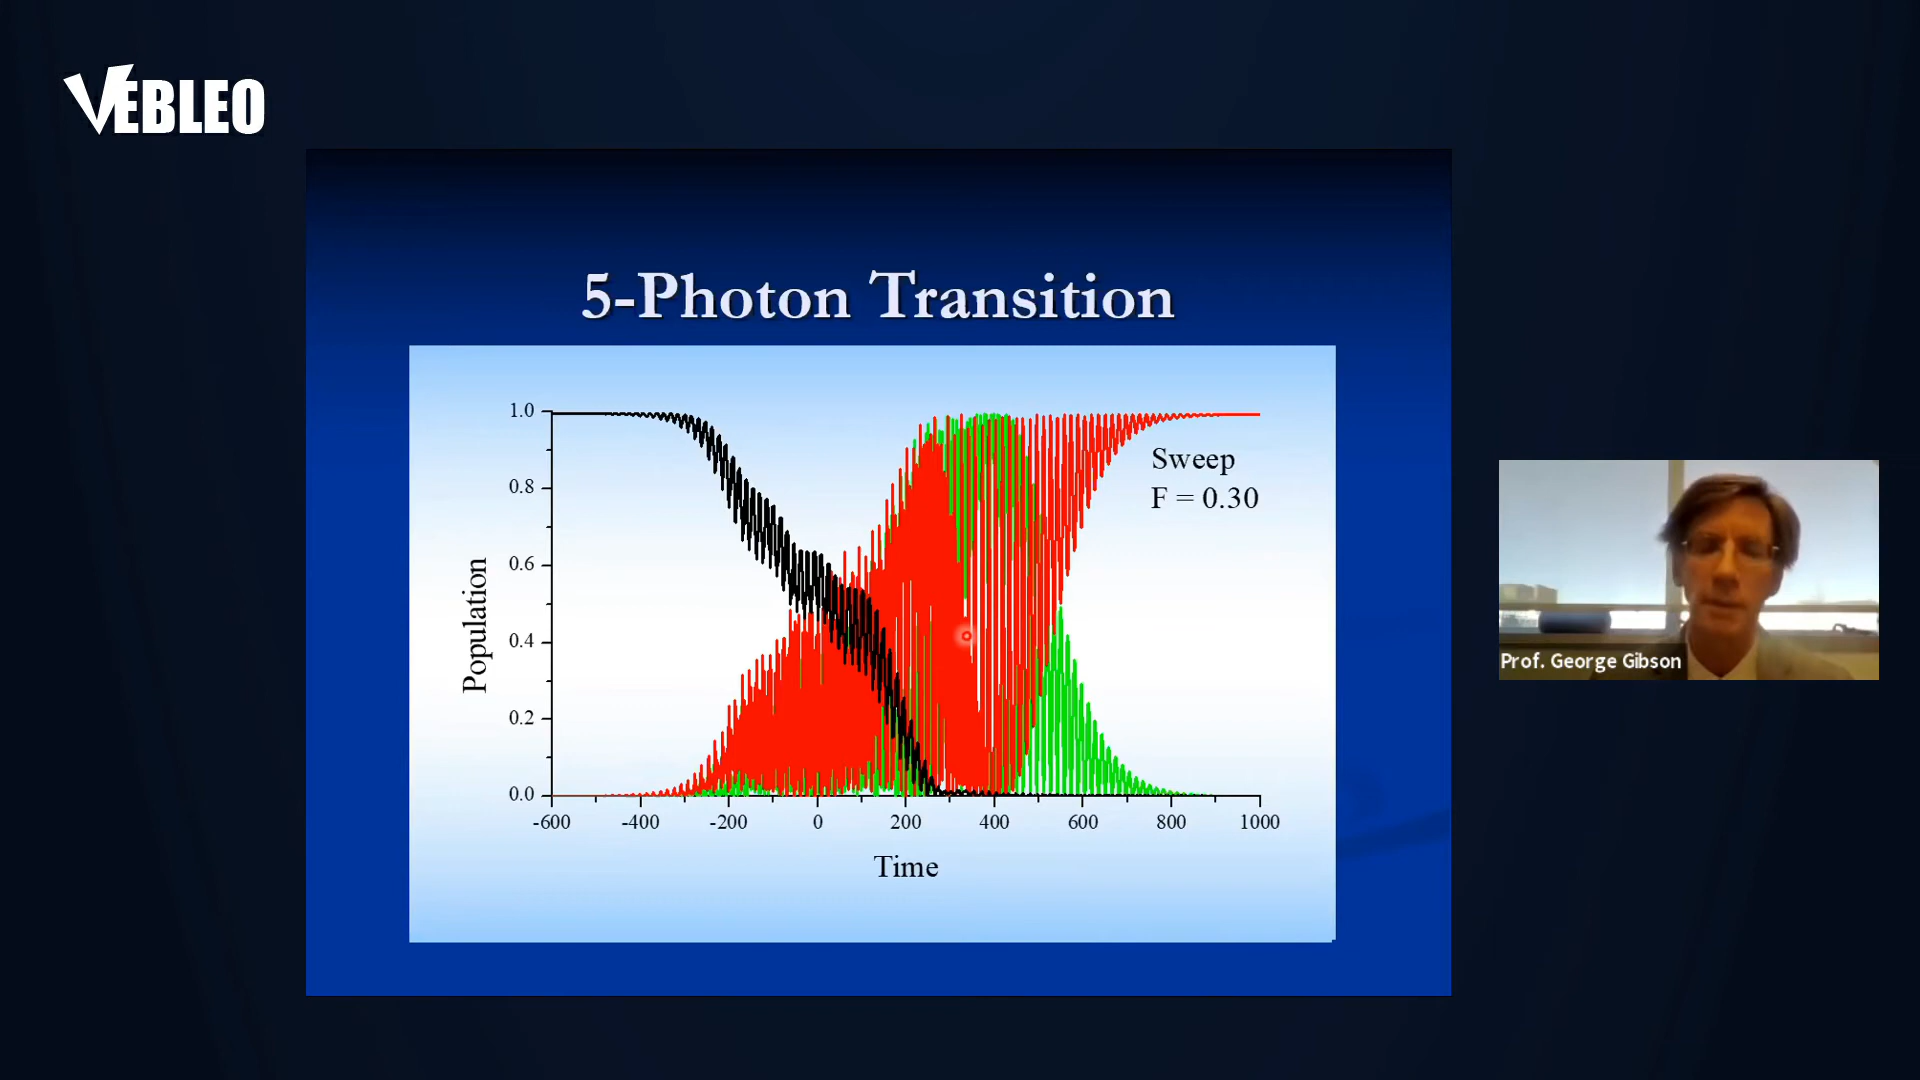 VEBLEO
5-Photon Transition
1.0
0.8
0.6
0.4
0.2
0.0
Population
Sweep
F = 0.30
-600 -400 -200 0 200 400 600 800 1000
Time
Prof. George Gibson